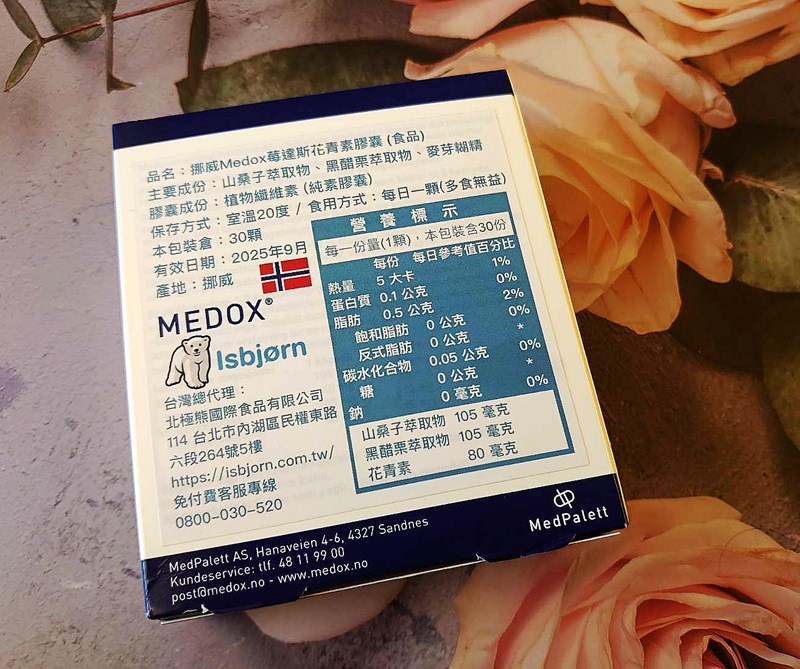 品名：挪威Medox莓達斯花青素膠囊 (食品)
主要成份：山桑子萃取物、黑醋栗萃取物、麥芽糊精
膠囊成份：植物纖維素 (純素膠囊)
保存方式：室溫20度 / 食用方式：每日一顆(多食無益)
本包裝盒：30顆
有效日期：2025年9月
產地：挪威
MEDOX®
Isbjørn
台灣總代理：
北極熊國際食品有限公司
114 台北市內湖區民權東路
六段264號5樓
https://isbjorn.com.tw/
免付費客服專線
0800-030-520
營養標示
每一份量(1顆)，本包裝含30份
每份 每日參考值百分比
熱量 5 大卡 1%
蛋白質 0.1 公克 0%
脂肪 0.5 公克 2%
飽和脂肪 0 公克 0%
反式脂肪 0 公克 *
碳水化合物 0.05 公克 0%
糖 0 公克 *
鈉 0 毫克 0%
山桑子萃取物 105 毫克
黑醋栗萃取物 105 毫克
花青素 80 毫克
MedPalett AS, Hanaveien 4-6, 4327 Sandnes
Kundeservice: tlf. 48 11 99 00
post@medox.no - www.medox.no
MedPalett